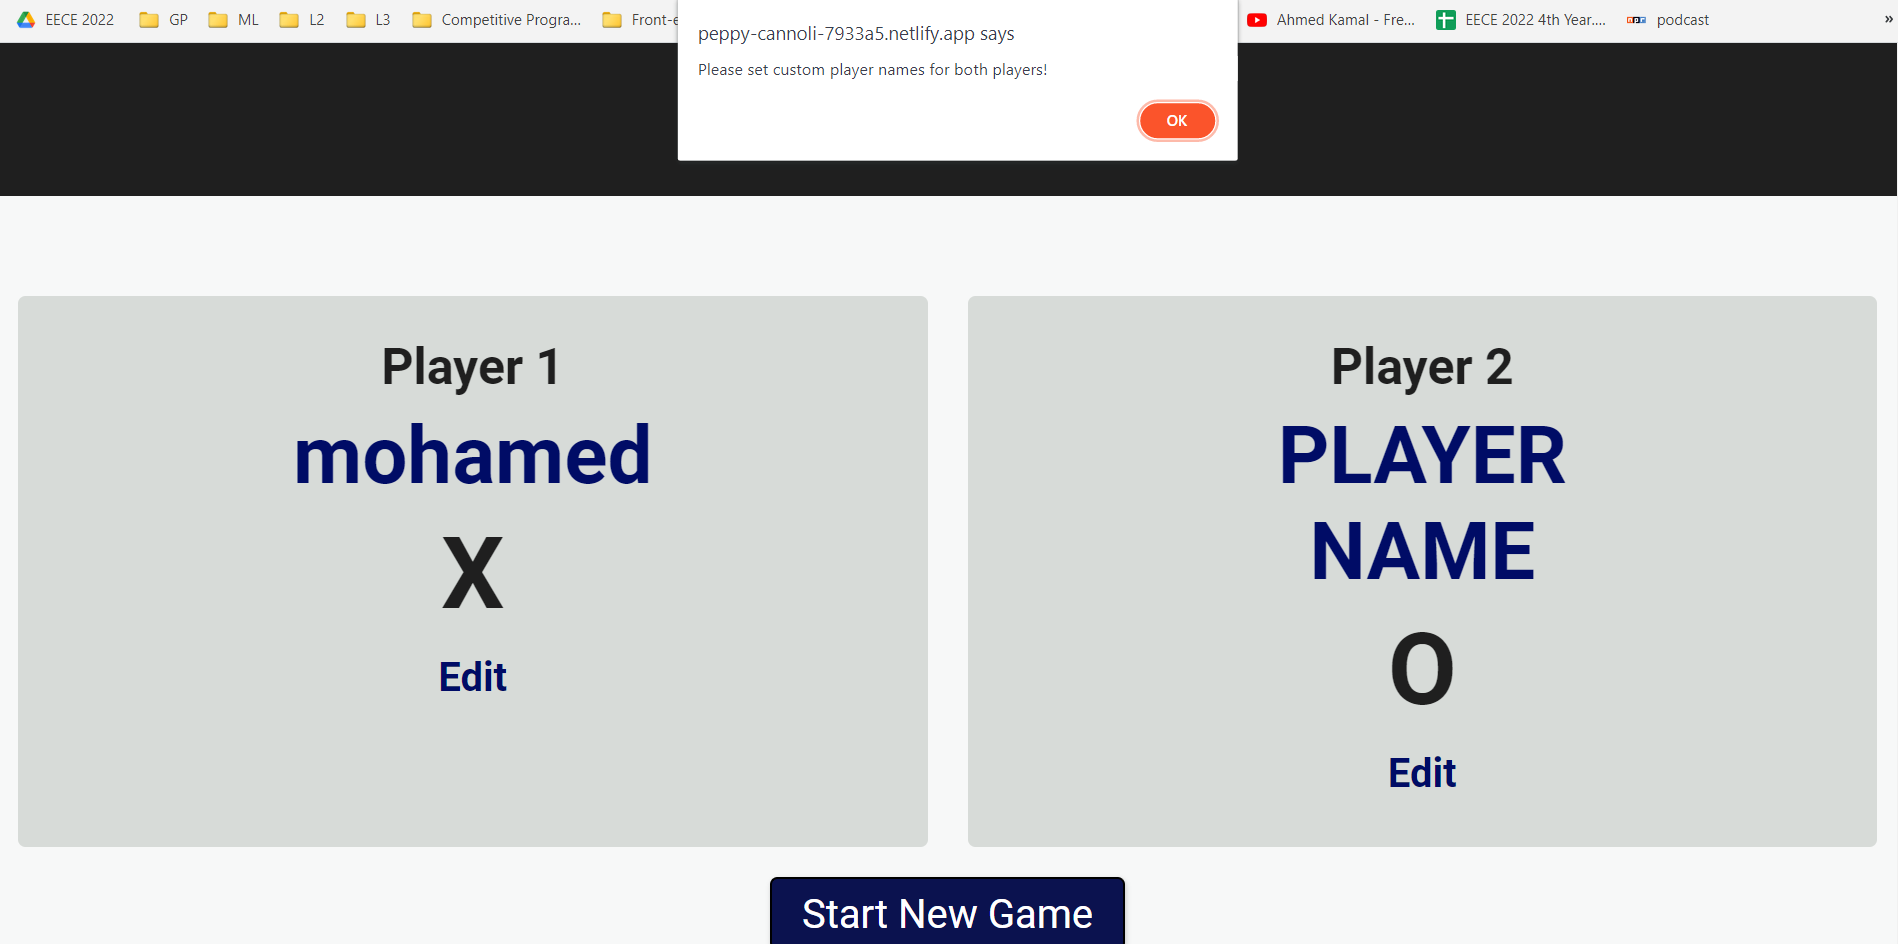 EECE 2022 GP ML L2 L3 Competitive Progra... Front-e Ahmed Kamal - Fre... EECE 2022 4th Year.... podcast »
peppy-cannoli-7933a5.netlify.app says
Please set custom player names for both players!
OK
Player 1
mohamed
X
Edit
Player 2
PLAYER
NAME
O
Edit
Start New Game